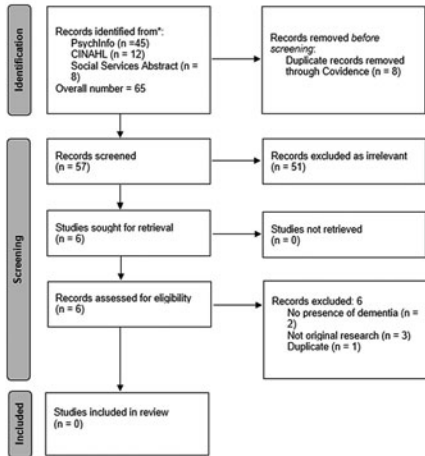 Identification
Records identified from*:
PsychInfo (n =45)
CINAHL (n = 12)
Social Services Abstract (n =
8)
Overall number = 65
Records removed before
screening:
Duplicate records removed
through Covidence (n = 8)
Screening
Records screened
(n = 57)
Records excluded as irrelevant
(n = 51)
Studies sought for retrieval
(n = 6)
Studies not retrieved
(n = 0)
Records assessed for eligibility
(n = 6)
Records excluded: 6
No presence of dementia (n =
2)
Not original research (n = 3)
Duplicate (n = 1)
Included
Studies included in review
(n = 0)